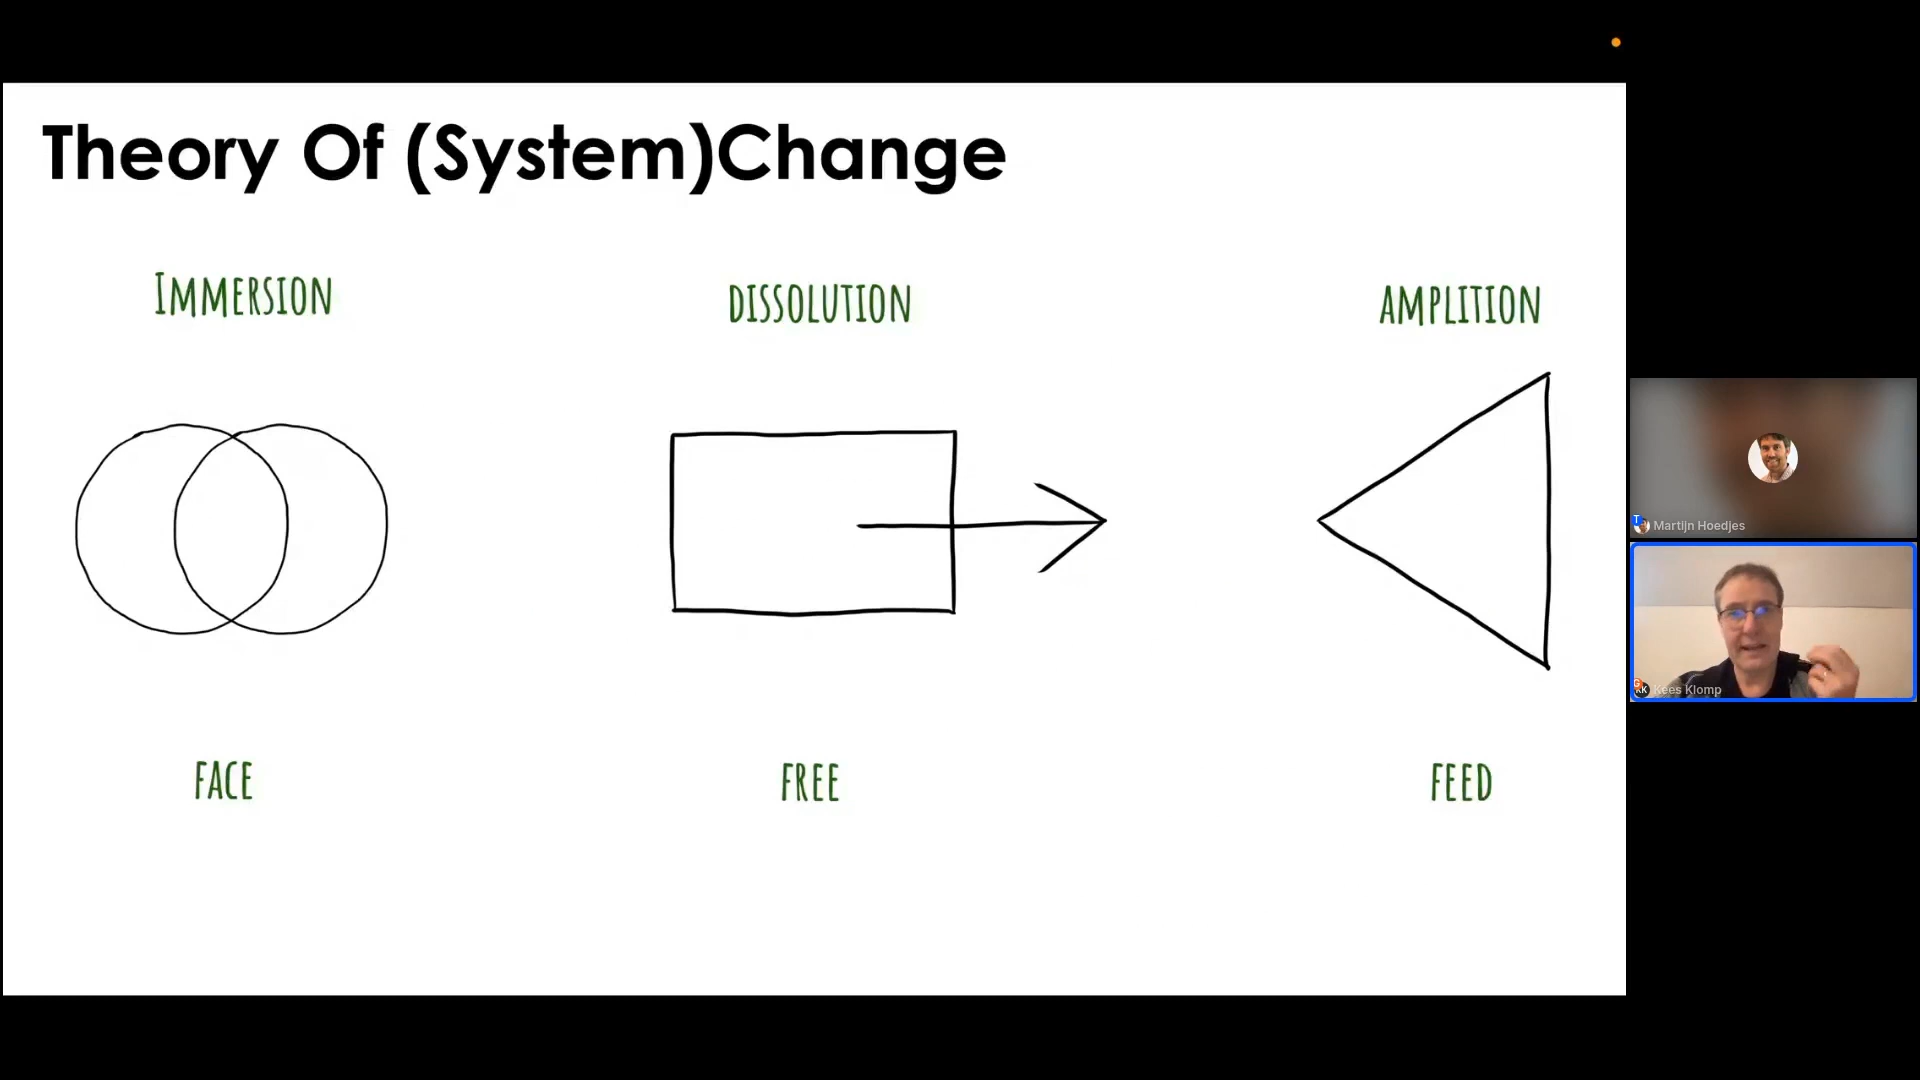 Theory Of (System)Change
IMMERSION
DISSOLUTION
AMPLITION
FACE
FREE
FEED
Martijn Hoedjes
Kees Klomp